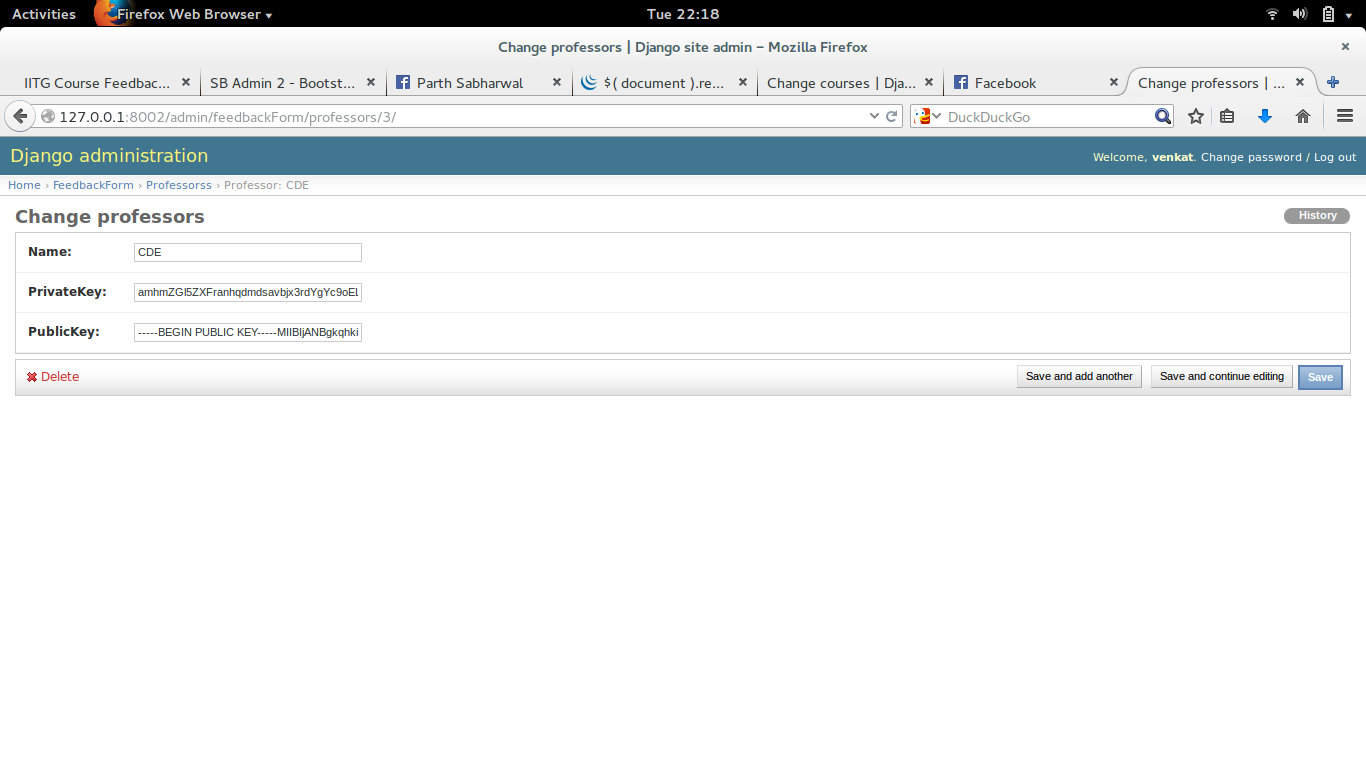 Activities Firefox Web Browser Tue 22:18
Change professors | Django site admin – Mozilla Firefox
IITG Course Feedbac... SB Admin 2 - Bootst... Parth Sabharwal $( document ).re... Change courses | Dja... Facebook Change professors | ...
127.0.0.1:8002/admin/feedbackForm/professors/3/ DuckDuckGo
Django administration Welcome, venkat. Change password / Log out
Home › FeedbackForm › Professorss › Professor: CDE
Change professors History
Name: CDE
PrivateKey: amhmZGl5ZXFranhqdmdsavbjx3rdYgYc9oEL
PublicKey: -----BEGIN PUBLIC KEY-----MIIBIjANBgkqhki
Delete Save and add another Save and continue editing Save